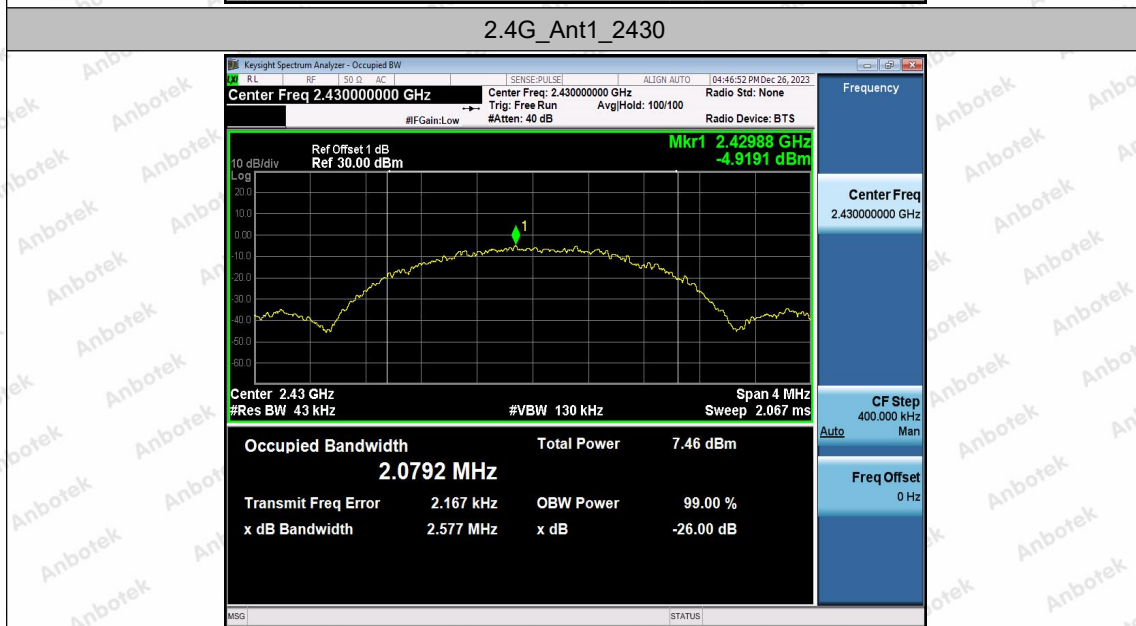 2.4G_Ant1_2430
Keysight Spectrum Analyzer - Occupied BW
RL RF 50 Ω AC SENSE:PULSE ALIGN AUTO 04:46:52 PM Dec 26, 2023
Center Freq 2.430000000 GHz Center Freq: 2.430000000 GHz Radio Std: None
Trig: Free Run Avg|Hold: 100/100
#IFGain:Low #Atten: 40 dB Radio Device: BTS
Frequency
Mkr1 2.42988 GHz
-4.9191 dBm
Ref Offset 1 dB
10 dB/div Ref 30.00 dBm
Log
20.0
10.0
0.00
-10.0
-20.0
-30.0
-40.0
-50.0
-60.0
1
Center Freq
2.430000000 GHz
Center 2.43 GHz Span 4 MHz
#Res BW 43 kHz #VBW 130 kHz Sweep 2.067 ms
CF Step
400.000 kHz
Auto Man
Occupied Bandwidth Total Power 7.46 dBm
2.0792 MHz
Transmit Freq Error 2.167 kHz OBW Power 99.00 %
x dB Bandwidth 2.577 MHz x dB -26.00 dB
Freq Offset
0 Hz
MSG STATUS
Anbotek